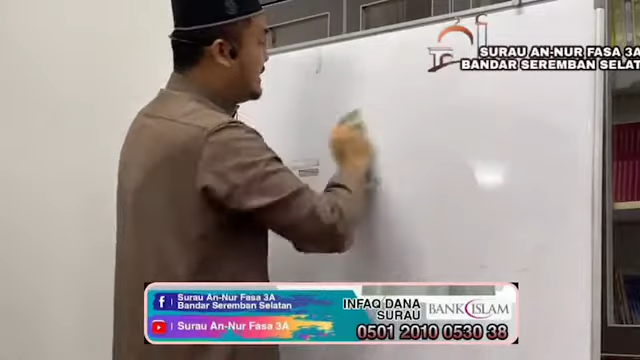 SURAU AN-NUR FASA 3A
BANDAR SEREMBAN SELAT
Surau An-Nur Fasa 3A
Bandar Seremban Selatan
Surau An-Nur Fasa 3A
INFAQ DANA
SURAU
BANK ISLAM
0501 2010 0530 38